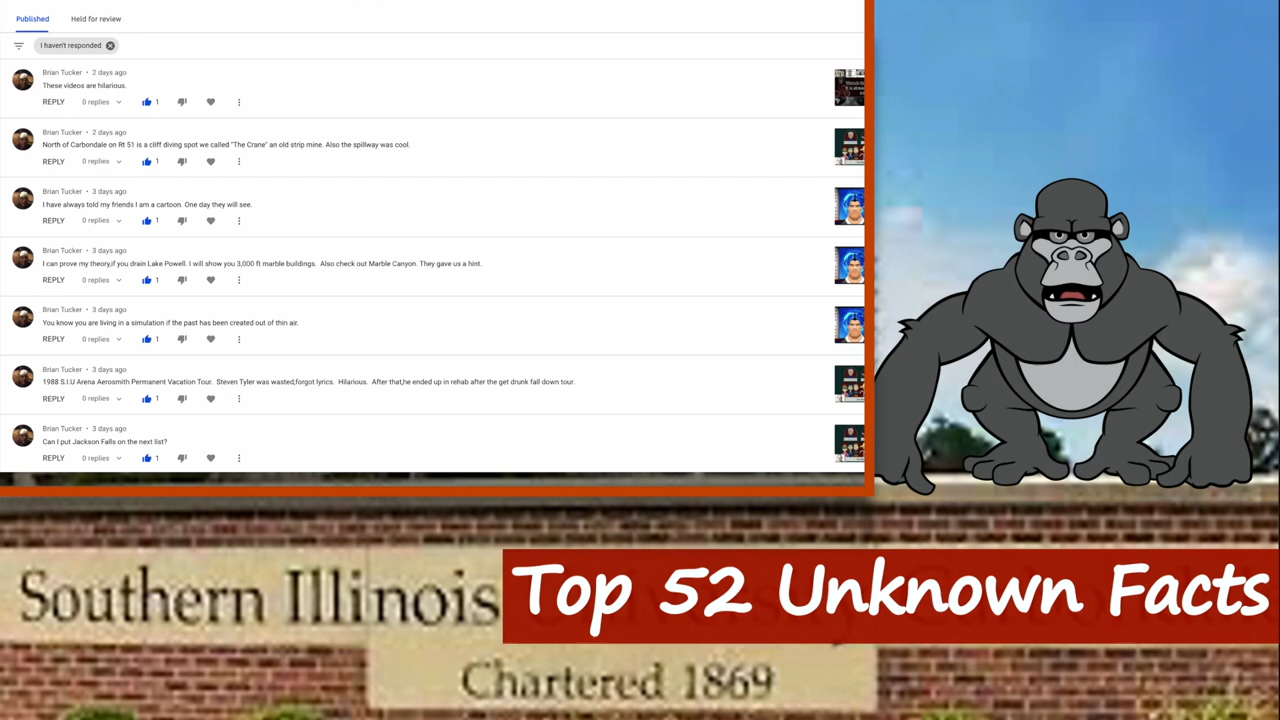 Published
Held for review
I haven't responded
Brian Tucker • 2 days ago
These videos are hilarious.
REPLY 0 replies 1
Brian Tucker • 2 days ago
North of Carbondale on Rt 51 is a cliff diving spot we called "The Crane" an old strip mine. Also the spillway was cool.
REPLY 0 replies 1
Brian Tucker • 3 days ago
I have always told my friends I am a cartoon. One day they will see.
REPLY 0 replies 1
Brian Tucker • 3 days ago
I can prove my theory,if you drain Lake Powell. I will show you 3,000 ft marble buildings. Also check out Marble Canyon. They gave us a hint.
REPLY 0 replies 1
Brian Tucker • 3 days ago
You know you are living in a simulation if the past has been created out of thin air.
REPLY 0 replies 1
Brian Tucker • 3 days ago
1988 S.I.U Arena Aerosmith Permanent Vacation Tour. Steven Tyler was wasted,forgot lyrics. Hilarious. After that,he ended up in rehab after the get drunk fall down tour.
REPLY 0 replies 1
Brian Tucker • 3 days ago
Can I put Jackson Falls on the next list?
REPLY 0 replies 1
Top 52 Unknown Facts
Southern Illinois
Chartered 1869